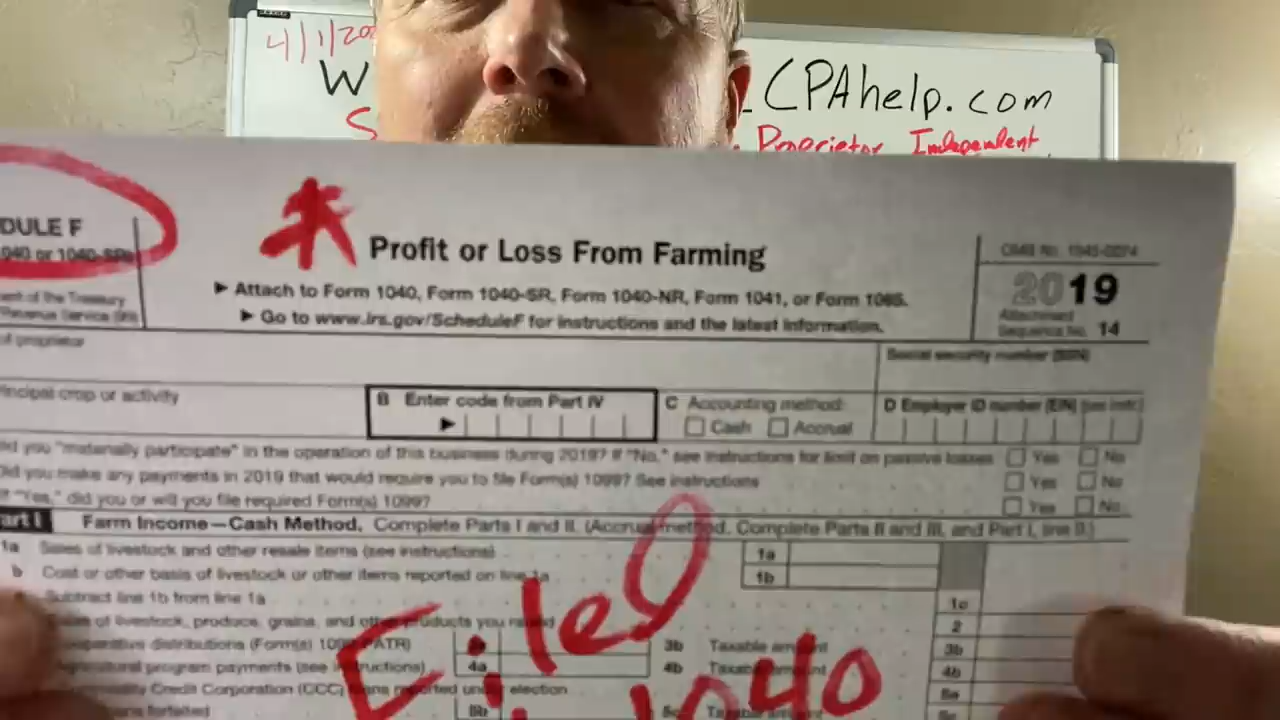 4/1/20
W
CPAhelp.com
S
Proprietor Independent
DULE F
040 or 1040-SR)
Profit or Loss From Farming
▶ Attach to Form 1040, Form 1040-SR, Form 1040-NR, Form 1041, or Form 1065.
▶ Go to www.irs.gov/ScheduleF for instructions and the latest information.
OMB No. 1545-0074
2019
Attachment
Sequence No. 14
ent of the Treasury
Revenue Service (99)
of proprietor
Social security number (SSN)
rincipal crop or activity
B Enter code from Part IV
▶
C Accounting method:
Cash Accrual
D Employer ID number (EIN) (see instr.)
Did you "materially participate" in the operation of this business during 2019? If "No," see instructions for limit on passive losses Yes No
Did you make any payments in 2019 that would require you to file Form(s) 1099? See instructions Yes No
If "Yes," did you or will you file required Form(s) 1099? Yes No
art I Farm Income—Cash Method. Complete Parts I and II. (Accrual method. Complete Parts II and III, and Part I, line 9.)
1a Sales of livestock and other resale items (see instructions) 1a
b Cost or other basis of livestock or other items reported on line 1a 1b
Subtract line 1b from line 1a 1c
Sales of livestock, produce, grains, and other products you raised 2
operative distributions (Form(s) 1099-PATR) 3b Taxable amount 3b
gricultural program payments (see instructions) 4a 4b Taxable amount 4b
Commodity Credit Corporation (CCC) loans reported under election 5a
ans forfeited 5b 5c Taxable amount 5c
Filed
1040